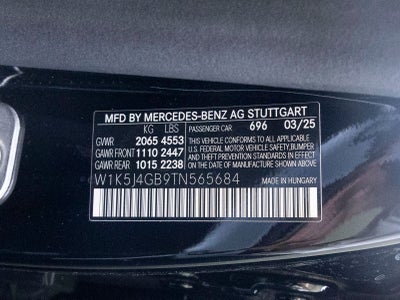 MFD BY MERCEDES-BENZ AG STUTTGART
KG LBS PASSENGER CAR 696 03/25
GVWR 2065 4553 THIS VEHICLE CONFORMS TO ALL APPLICABLE
GAWR FRONT 1110 2447 U.S. FEDERAL MOTOR VEHICLE SAFETY, BUMPER
GAWR REAR 1015 2238 AND THEFT PREVENTION STANDARDS IN EFFECT ON THE DATE OF MANUFACTURE SHOWN ABOVE.
W1K5J4GB9TN565684 MADE IN HUNGARY